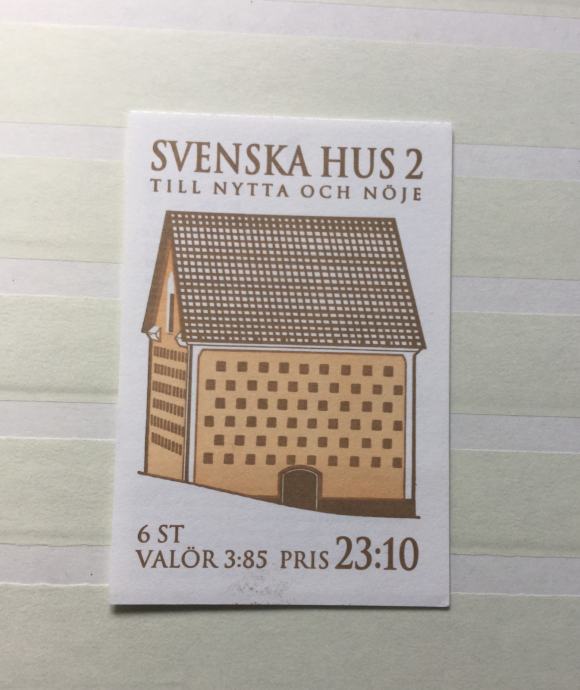 SVENSKA HUS 2
TILL NYTTA OCH NÖJE
6 ST
VALÖR 3:85 PRIS 23:10